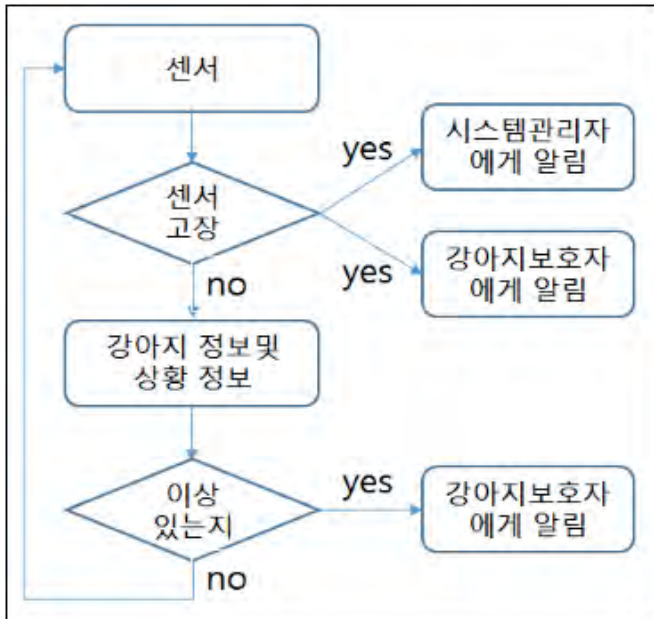 센서
yes
시스템관리자
에게 알림
센서
고장
yes
강아지보호자
에게 알림
no
강아지 정보및
상황 정보
이상
있는지
yes
강아지보호자
에게 알림
no